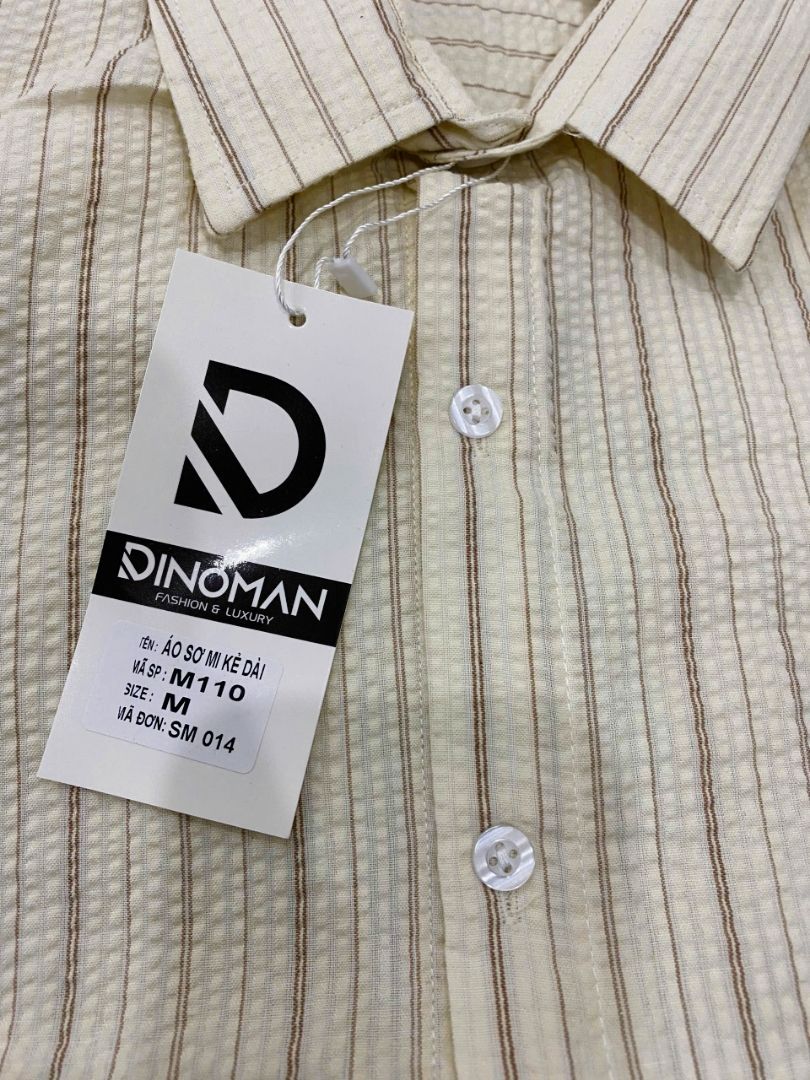 DINOMAN
FASHION & LUXURY
TÊN: ÁO SƠ MI KẺ DÀI
MÃ SP: M110
SIZE: M
MÃ ĐƠN: SM 014